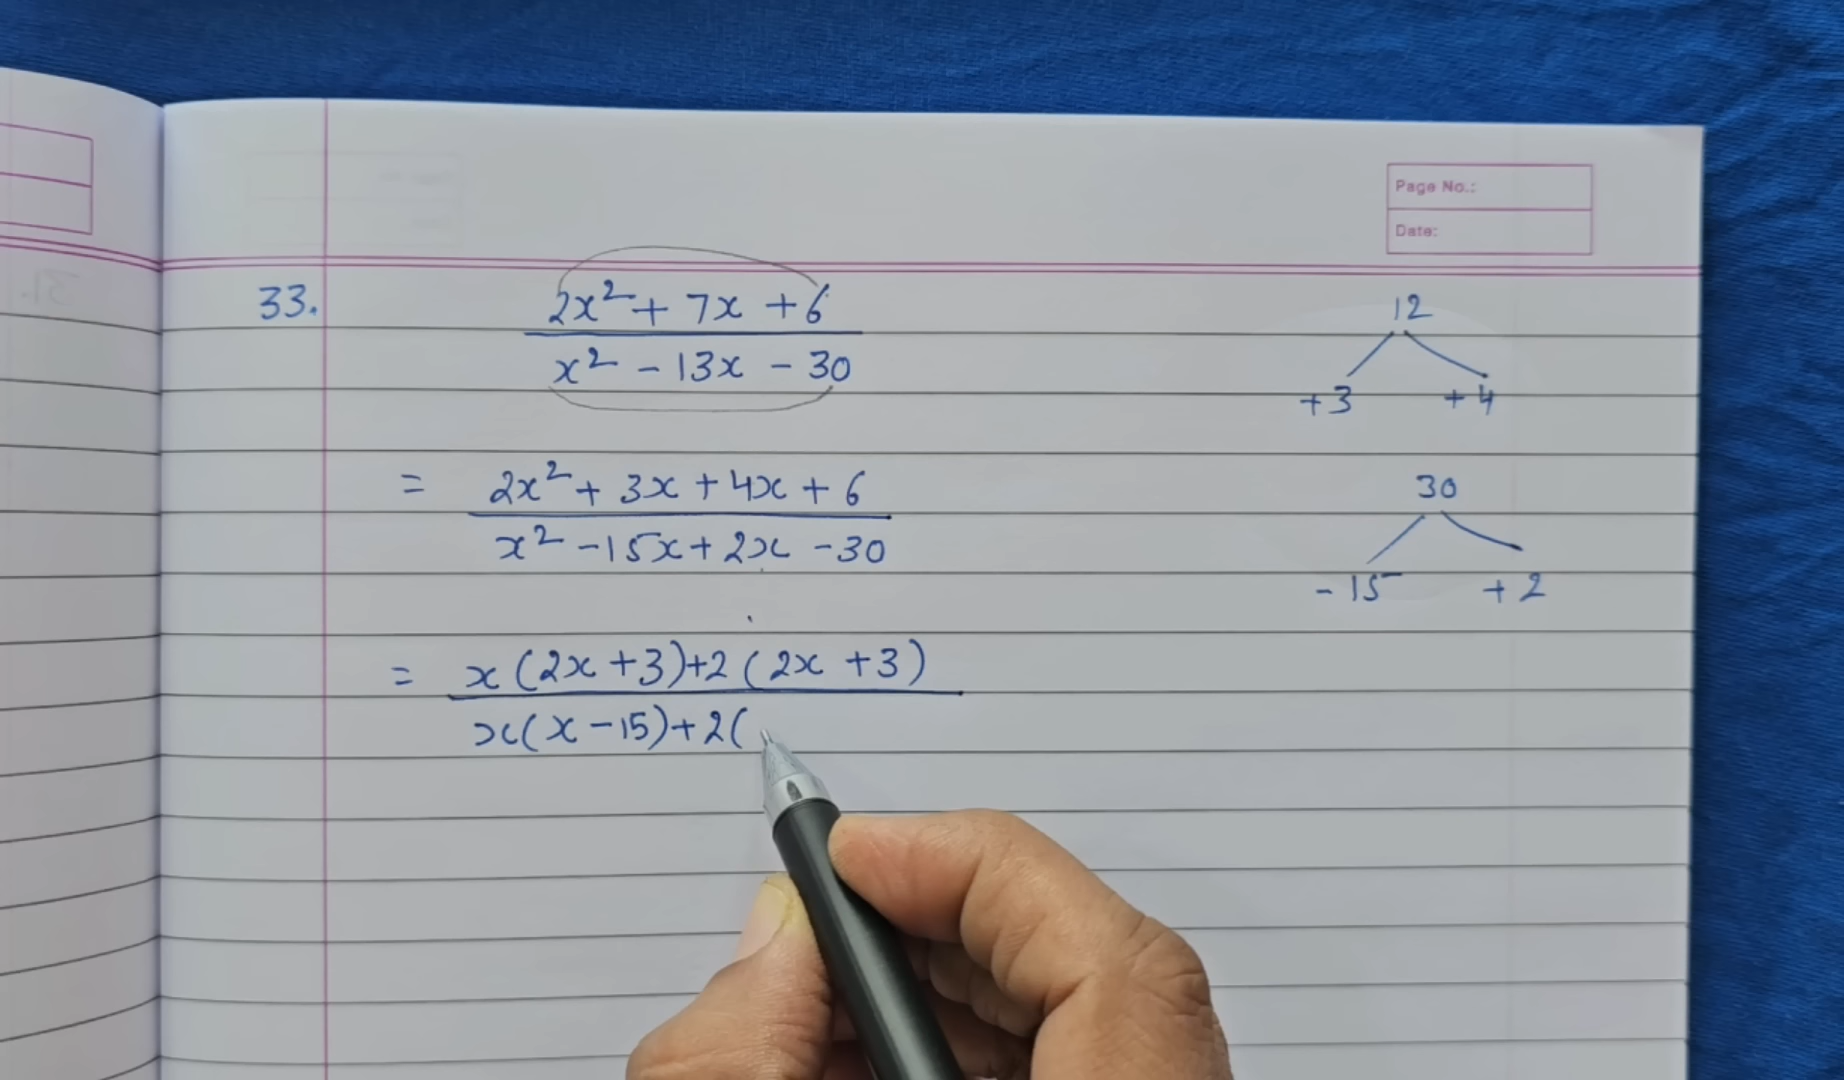 Page No.:
Date:
33.
2x² + 7x + 6
x² - 13x - 30
12
+3 +4
= 2x² + 3x + 4x + 6
x² - 15x + 2x - 30
30
-15 +2
= x(2x + 3) + 2(2x + 3)
x(x - 15) + 2(